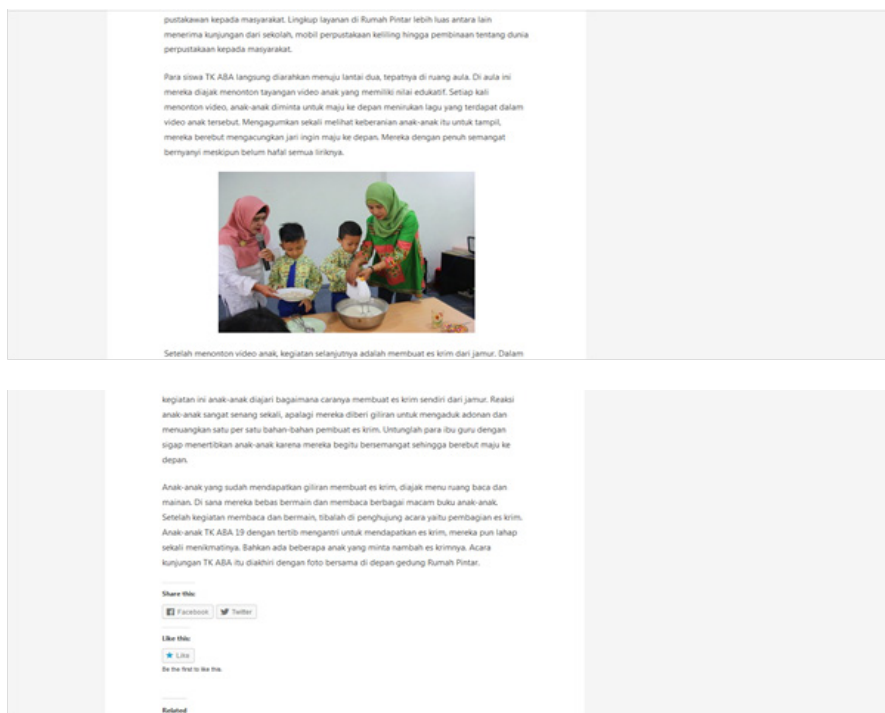 pustakawan kepada masyarakat. Lingkup layanan di Rumah Pintar lebih luas antara lain
menerima kunjungan dari sekolah, mobil perpustakaan keliling hingga pembinaan tentang dunia
perpustakaan kepada masyarakat.
Para siswa TK ABA langsung diarahkan menuju lantai dua, tepatnya di ruang aula. Di aula ini
mereka diajak menonton tayangan video anak yang memiliki nilai edukatif. Setiap kali
menonton video, anak-anak diminta untuk maju ke depan menirukan lagu yang terdapat dalam
video anak tersebut. Mengagumkan sekali melihat keberanian anak-anak itu untuk tampil,
mereka berebut mengacungkan jari ingin maju ke depan. Mereka dengan penuh semangat
bernyanyi meskipun belum hafal semua liriknya.
Setelah menonton video anak, kegiatan selanjutnya adalah membuat es krim dari jamur. Dalam
kegiatan ini anak-anak diajari bagaimana caranya membuat es krim sendiri dari jamur. Reaksi
anak-anak sangat senang sekali, apalagi mereka diberi giliran untuk mengaduk adonan dan
menuangkan satu per satu bahan-bahan pembuat es krim. Untunglah para ibu guru dengan
sigap menertibkan anak-anak karena mereka begitu bersemangat sehingga berebut maju ke
depan.
Anak-anak yang sudah mendapatkan giliran membuat es krim, diajak menu ruang baca dan
mainan. Di sana mereka bebas bermain dan membaca berbagai macam buku anak-anak.
Setelah kegiatan membaca dan bermain, tibalah di penghujung acara yaitu pembagian es krim.
Anak-anak TK ABA 19 dengan tertib mengantri untuk mendapatkan es krim, mereka pun lahap
sekali menikmatinya. Bahkan ada beberapa anak yang minta nambah es krimnya. Acara
kunjungan TK ABA itu diakhiri dengan foto bersama di depan gedung Rumah Pintar.
Share this:
Facebook Twitter
Like this:
Like
Be the first to like this.
Related